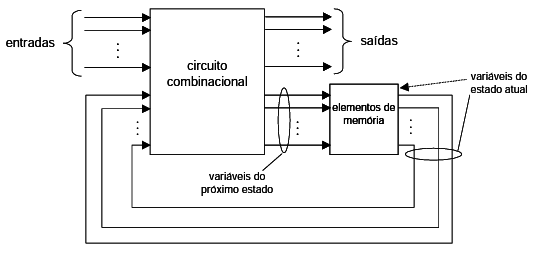 entradas
circuito
combinacional
saídas
variáveis do
estado atual
elementos de
memória
variáveis do
próximo estado